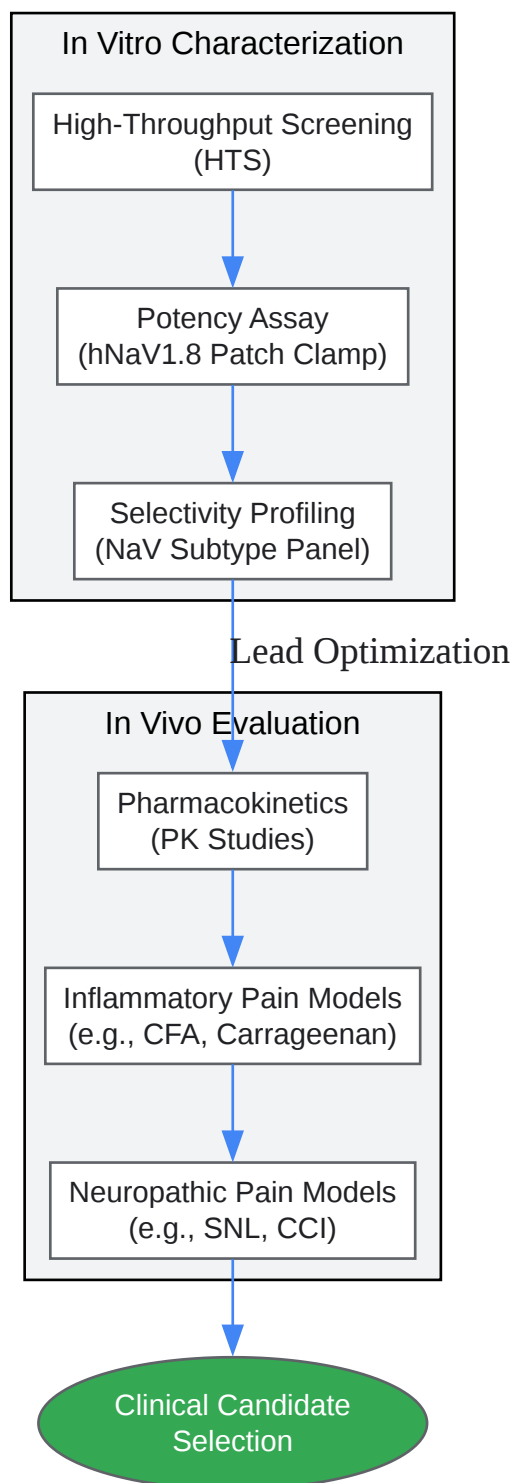 In Vitro Characterization
High-Throughput Screening
(HTS)
Potency Assay
(hNaV1.8 Patch Clamp)
Selectivity Profiling
(NaV Subtype Panel)
Lead Optimization
In Vivo Evaluation
Pharmacokinetics
(PK Studies)
Inflammatory Pain Models
(e.g., CFA, Carrageenan)
Neuropathic Pain Models
(e.g., SNL, CCI)
Clinical Candidate
Selection